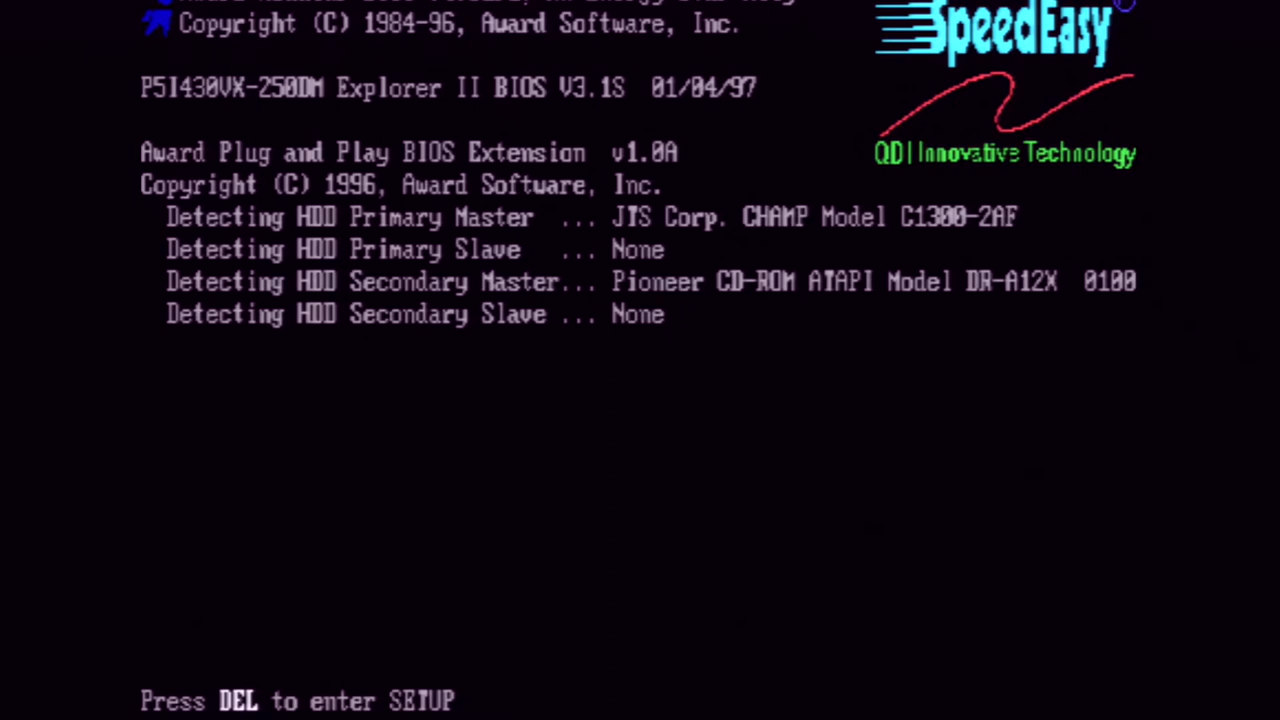 Copyright (C) 1984-96, Award Software, Inc.
SpeedEasy
P5I430VX-250DM Explorer II BIOS V3.1S 01/04/97
Award Plug and Play BIOS Extension v1.0A
QDI Innovative Technology
Copyright (C) 1996, Award Software, Inc.
Detecting HDD Primary Master ... JTS Corp. CHAMP Model C1300-2AF
Detecting HDD Primary Slave ... None
Detecting HDD Secondary Master... Pioneer CD-ROM ATAPI Model DR-A12X 0100
Detecting HDD Secondary Slave ... None
Press DEL to enter SETUP